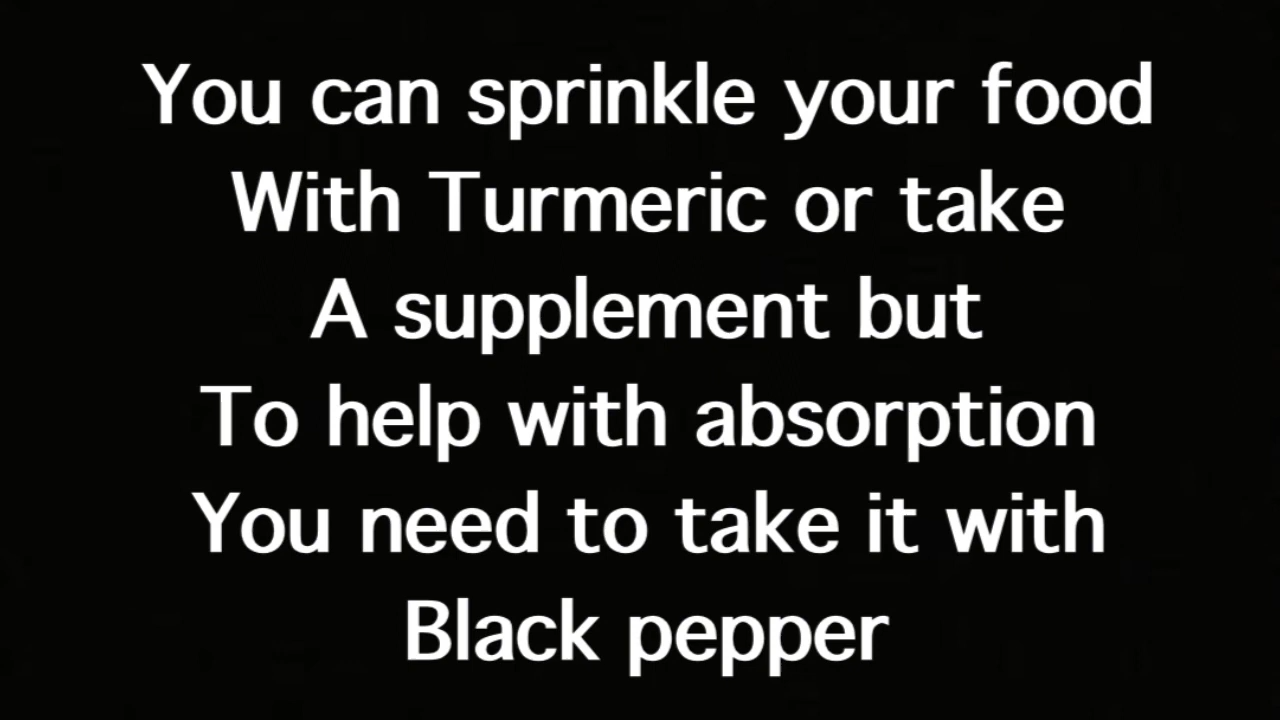 You can sprinkle your food
With Turmeric or take
A supplement but
To help with absorption
You need to take it with
Black pepper